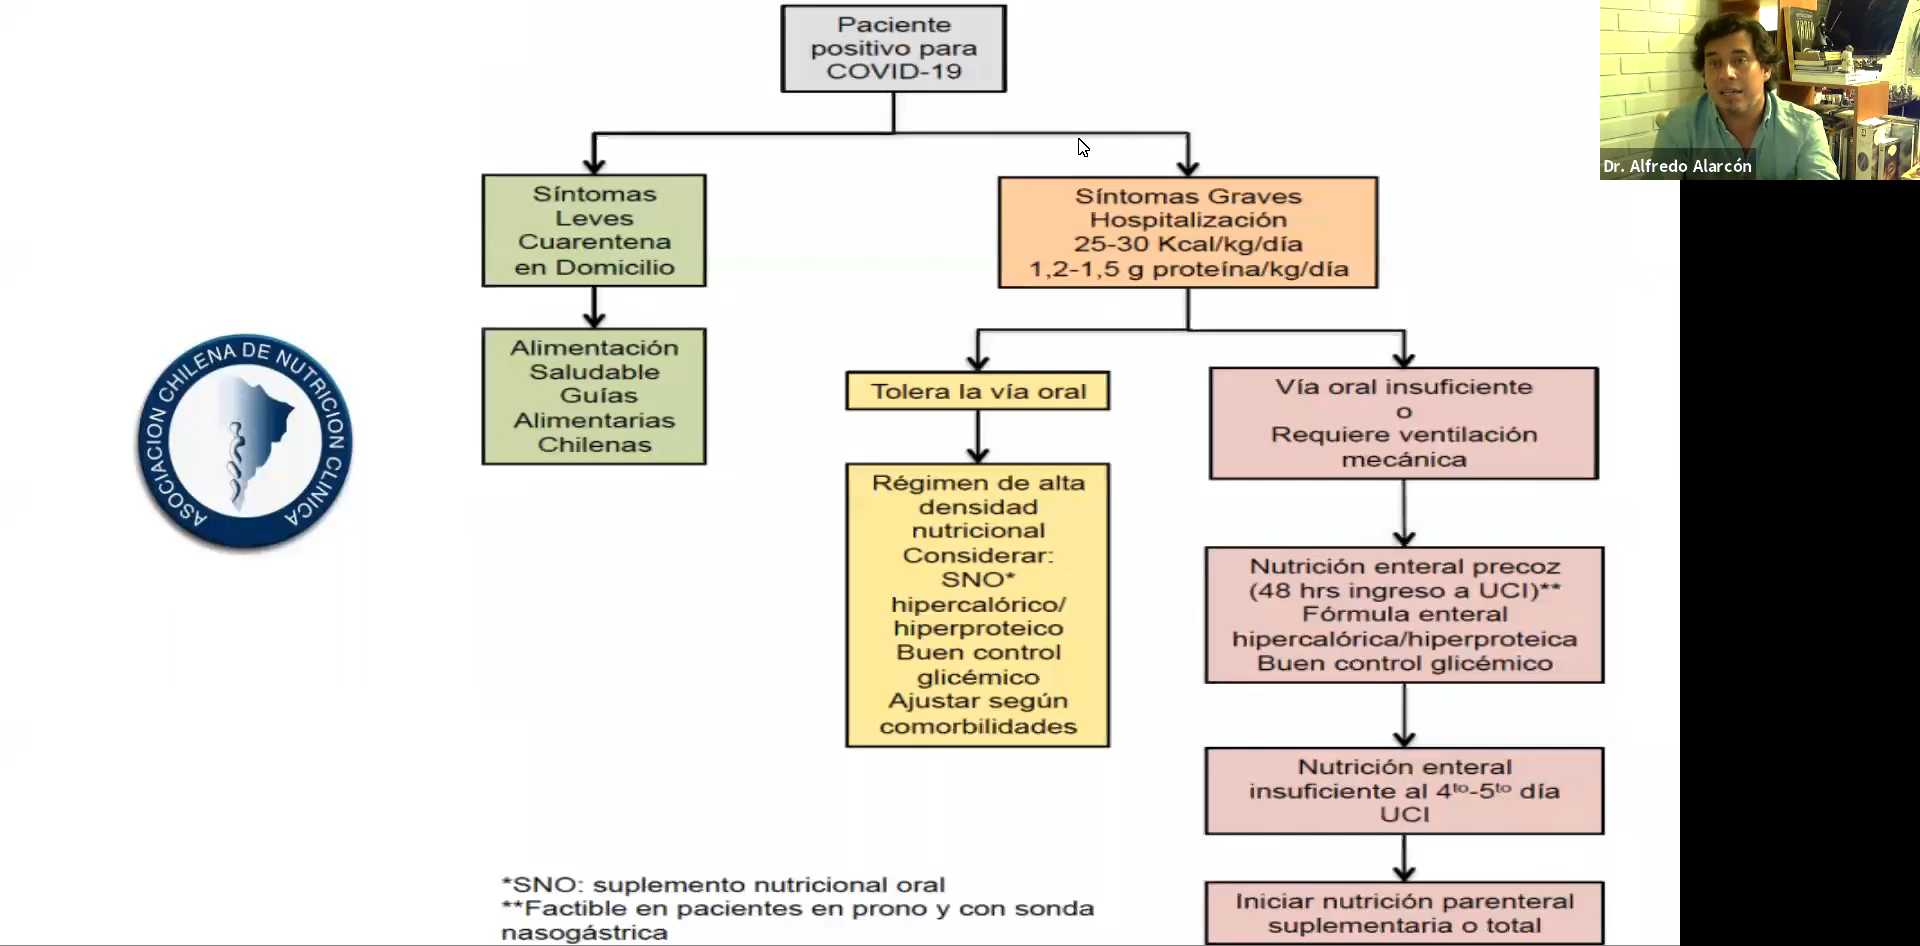 Paciente
positivo para
COVID-19
Dr. Alfredo Alarcón
Síntomas
Leves
Cuarentena
en Domicilio
Síntomas Graves
Hospitalización
25-30 Kcal/kg/día
1,2-1,5 g proteína/kg/día
Alimentación
Saludable
Guías
Alimentarias
Chilenas
Tolera la vía oral
Vía oral insuficiente
o
Requiere ventilación
mecánica
ASOCIACION CHILENA DE NUTRICION CLINICA
Régimen de alta
densidad
nutricional
Considerar:
SNO*
hipercalórico/
hiperproteico
Buen control
glicémico
Ajustar según
comorbilidades
Nutrición enteral precoz
(48 hrs ingreso a UCI)**
Fórmula enteral
hipercalórica/hiperproteica
Buen control glicémico
Nutrición enteral
insuficiente al 4to-5to día
UCI
Iniciar nutrición parenteral
suplementaria o total
*SNO: suplemento nutricional oral
**Factible en pacientes en prono y con sonda
nasogástrica